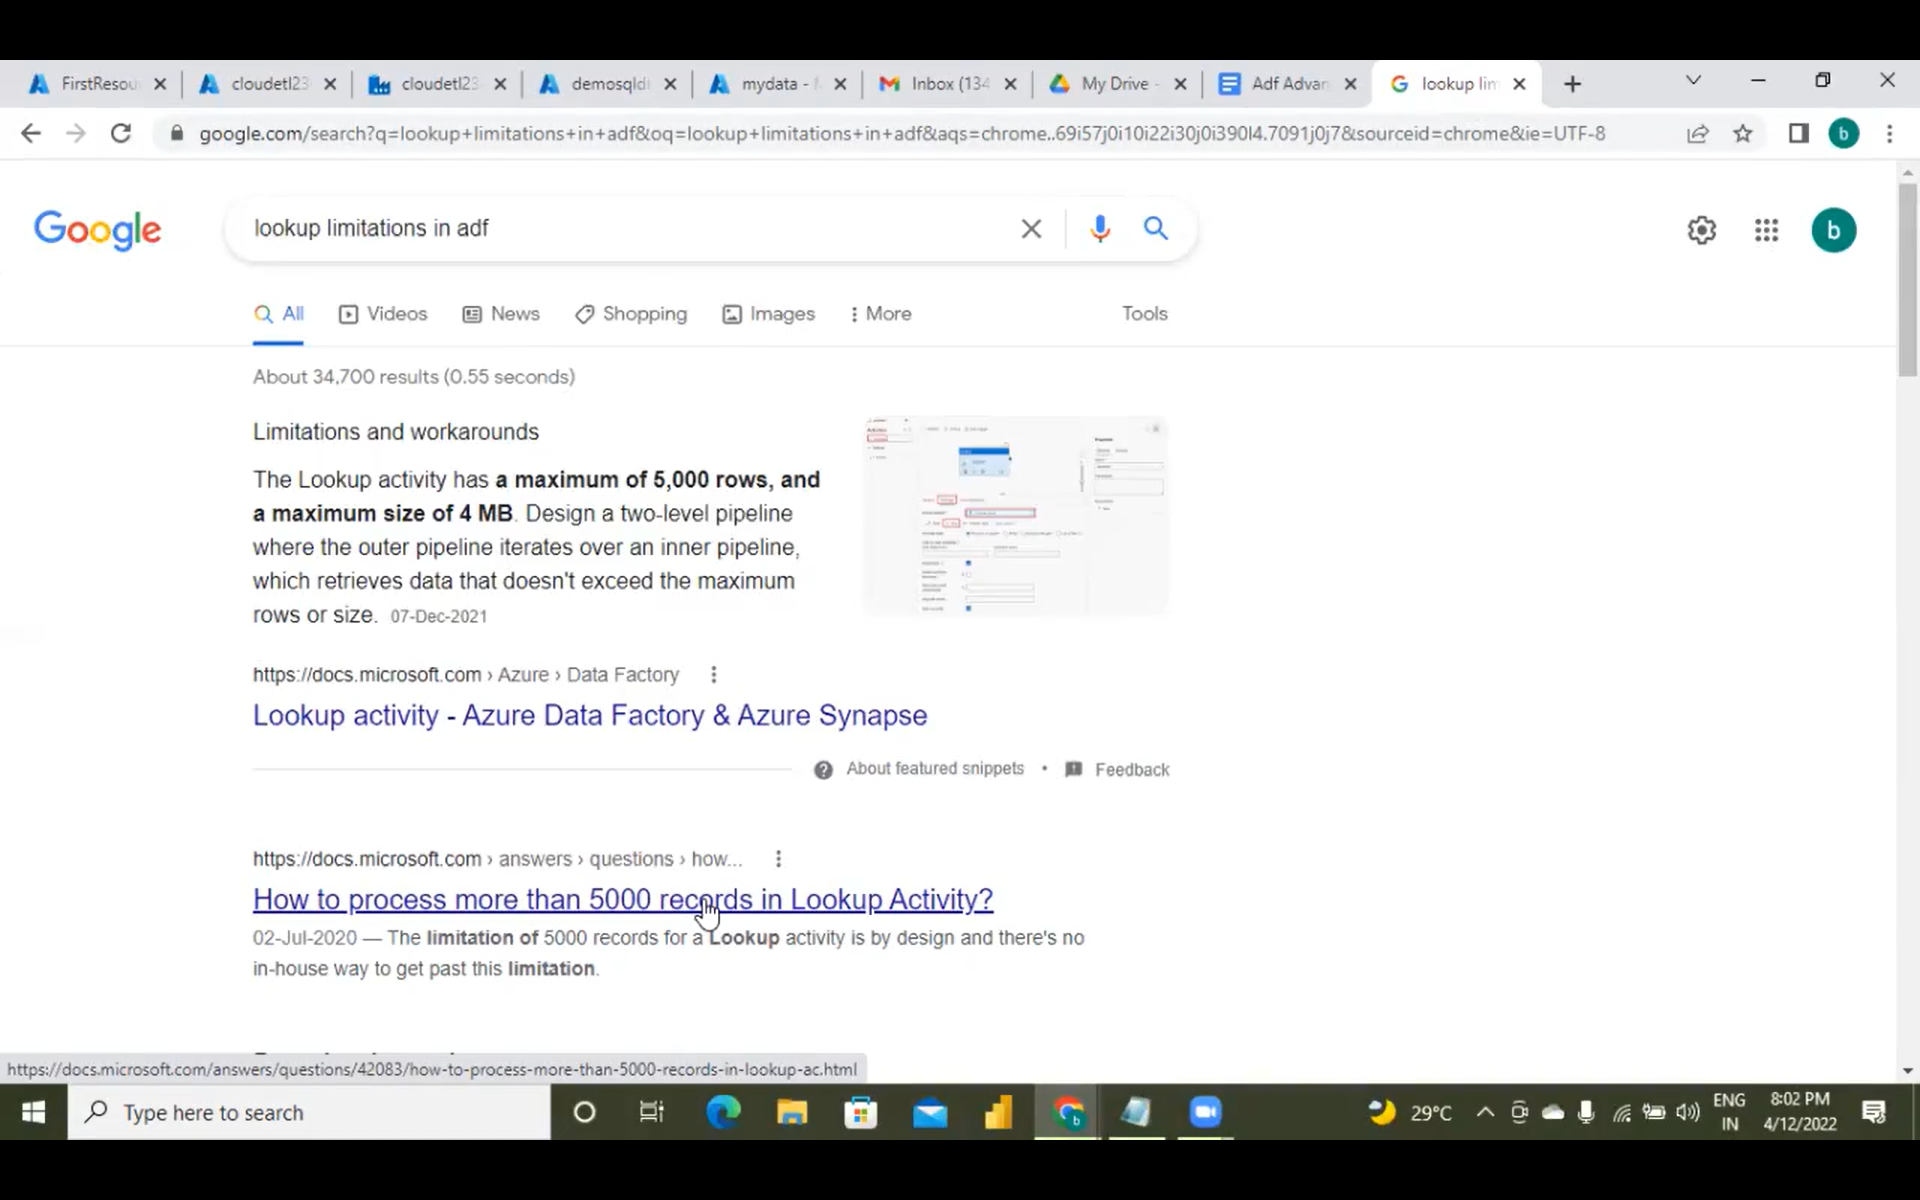 FirstResou
cloudetl23
cloudetl23
demosqld
mydata -
Inbox (134
My Drive -
Adf Advan
lookup lim
google.com/search?q=lookup+limitations+in+adf&oq=lookup+limitations+in+adf&aqs=chrome..69i57j0i10i22i30j0i390l4.7091j0j7&sourceid=chrome&ie=UTF-8
b
Google
lookup limitations in adf
b
All
Videos
News
Shopping
Images
More
Tools
About 34,700 results (0.55 seconds)
Limitations and workarounds
The Lookup activity has a maximum of 5,000 rows, and
a maximum size of 4 MB. Design a two-level pipeline
where the outer pipeline iterates over an inner pipeline,
which retrieves data that doesn't exceed the maximum
rows or size. 07-Dec-2021
https://docs.microsoft.com › Azure › Data Factory
Lookup activity - Azure Data Factory & Azure Synapse
About featured snippets • Feedback
https://docs.microsoft.com › answers › questions › how...
How to process more than 5000 records in Lookup Activity?
02-Jul-2020 — The limitation of 5000 records for a Lookup activity is by design and there's no
in-house way to get past this limitation.
https://docs.microsoft.com/answers/questions/42083/how-to-process-more-than-5000-records-in-lookup-ac.html
Type here to search
29°C
ENG
IN
8:02 PM
4/12/2022